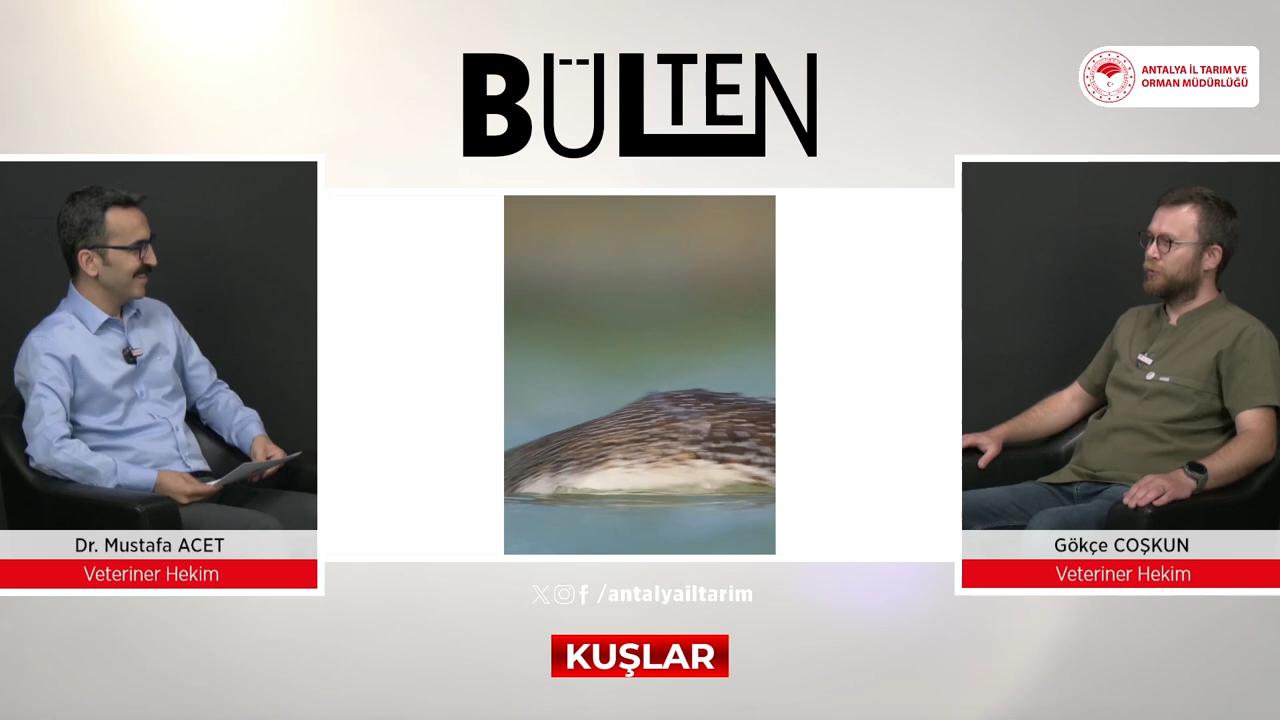 BÜLTEN
ANTALYA İL TARIM VE
ORMAN MÜDÜRLÜĞÜ
Dr. Mustafa ACET
Veteriner Hekim
Gökçe COŞKUN
Veteriner Hekim
/antalyailtarim
KUŞLAR